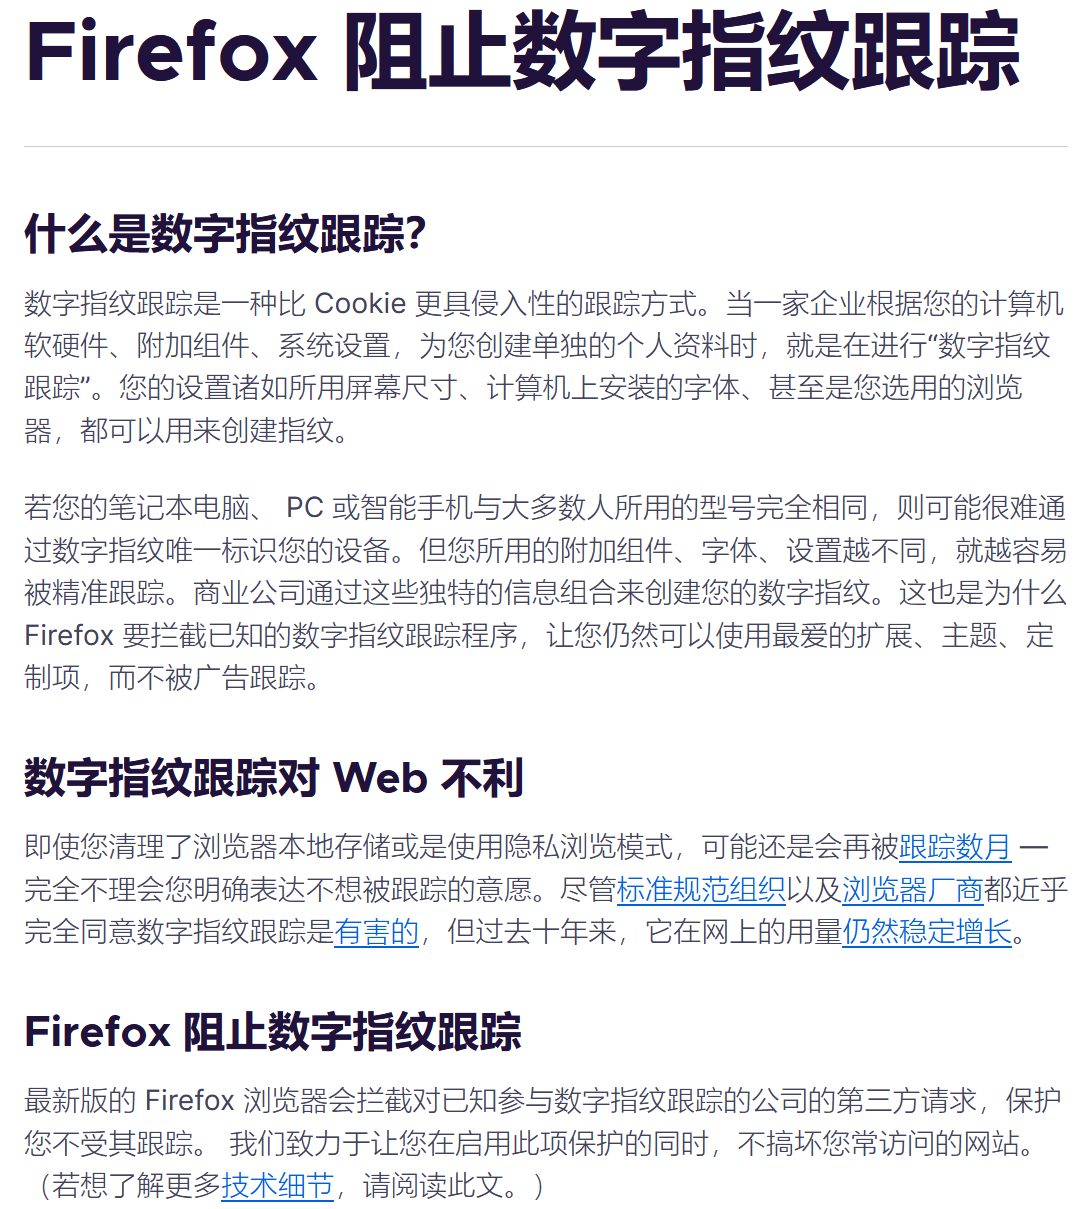 Firefox 阻止数字指纹跟踪
什么是数字指纹跟踪？
数字指纹跟踪是一种比 Cookie 更具侵入性的跟踪方式。当一家企业根据您的计算机
软硬件、附加组件、系统设置，为您创建单独的个人资料时，就是在进行“数字指纹
跟踪”。您的设置诸如所用屏幕尺寸、计算机上安装的字体、甚至是您选用的浏览
器，都可以用来创建指纹。
若您的笔记本电脑、 PC 或智能手机与大多数人所用的型号完全相同，则可能很难通
过数字指纹唯一标识您的设备。但您所用的附加组件、字体、设置越不同，就越容易
被精准跟踪。商业公司通过这些独特的信息组合来创建您的数字指纹。这也是为什么
Firefox 要拦截已知的数字指纹跟踪程序，让您仍然可以使用最爱的扩展、主题、定
制项，而不被广告跟踪。
数字指纹跟踪对 Web 不利
即使您清理了浏览器本地存储或是使用隐私浏览模式，可能还是会再被跟踪数月 —
完全不理会您明确表达不想被跟踪的意愿。尽管标准规范组织以及浏览器厂商都近乎
完全同意数字指纹跟踪是有害的，但过去十年来，它在网上的用量仍然稳定增长。
Firefox 阻止数字指纹跟踪
最新版的 Firefox 浏览器会拦截对已知参与数字指纹跟踪的公司的第三方请求，保护
您不受其跟踪。 我们致力于让您在启用此项保护的同时，不搞坏您常访问的网站。
（若想了解更多技术细节，请阅读此文。）